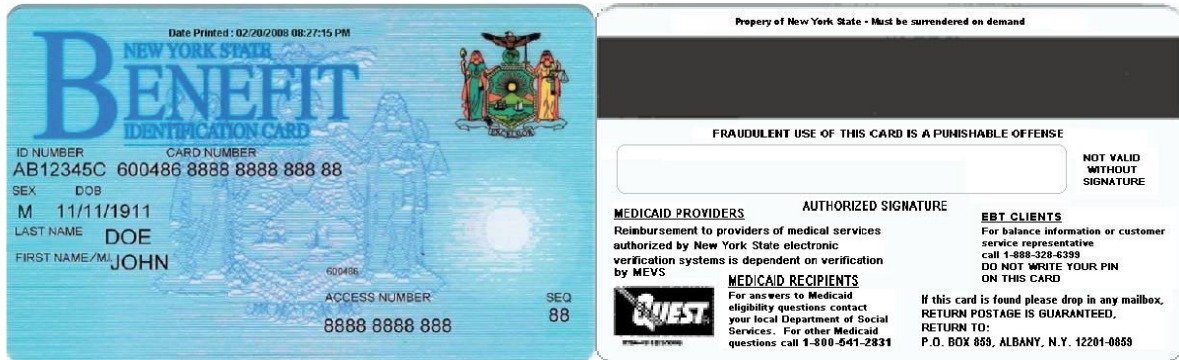 Date Printed : 02/20/2008 08:27:15 PM
NEW YORK STATE
BENEFIT
IDENTIFICATION CARD
ID NUMBER CARD NUMBER
AB12345C 600486 8888 8888 888 88
SEX DOB
M 11/11/1911
LAST NAME DOE
FIRST NAME/M.I. JOHN
600486
ACCESS NUMBER SEQ
8888 8888 888 88
EXCELSIOR
Propery of New York State - Must be surrendered on demand
FRAUDULENT USE OF THIS CARD IS A PUNISHABLE OFFENSE
NOT VALID
WITHOUT
SIGNATURE
AUTHORIZED SIGNATURE
MEDICAID PROVIDERS
Reimbursement to providers of medical services
authorized by New York State electronic
verification systems is dependent on verification
by MEVS
MEDICAID RECIPIENTS
For answers to Medicaid
eligibility questions contact
your local Department of Social
Services. For other Medicaid
questions call 1-800-541-2831
QUEST
EBT CLIENTS
For balance information or customer
service representative
call 1-888-328-6399
DO NOT WRITE YOUR PIN
ON THIS CARD
If this card is found please drop in any mailbox,
RETURN POSTAGE IS GUARANTEED,
RETURN TO:
P.O. BOX 859, ALBANY, N.Y. 12201-0859